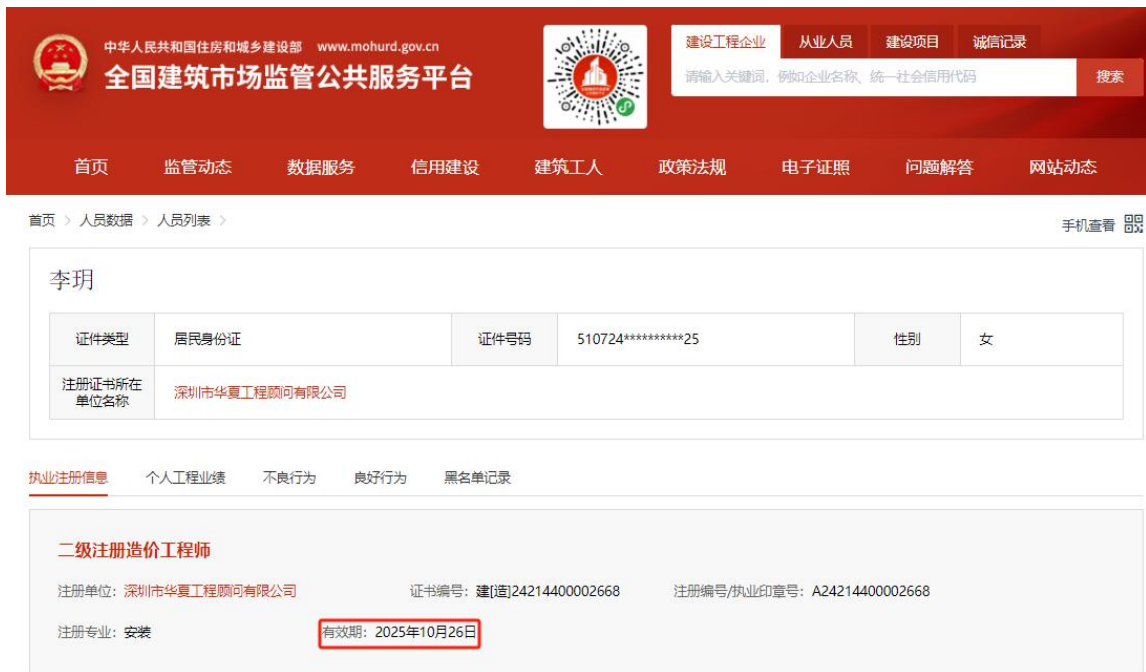 中华人民共和国住房和城乡建设部 www.mohurd.gov.cn
全国建筑市场监管公共服务平台
建设工程企业 从业人员 建设项目 诚信记录
请输入关键词，例如企业名称、统一社会信用代码 搜索
首页 监管动态 数据服务 信用建设 建筑工人 政策法规 电子证照 问题解答 网站动态
首页 > 人员数据 > 人员列表 >
手机查看
李玥
证件类型 居民身份证 证件号码 510724**********25 性别 女
注册证书所在
单位名称
深圳市华夏工程顾问有限公司
执业注册信息 个人工程业绩 不良行为 良好行为 黑名单记录
二级注册造价工程师
注册单位：深圳市华夏工程顾问有限公司 证书编号：建[造]24214400002668 注册编号/执业印章号：A24214400002668
注册专业：安装 有效期：2025年10月26日